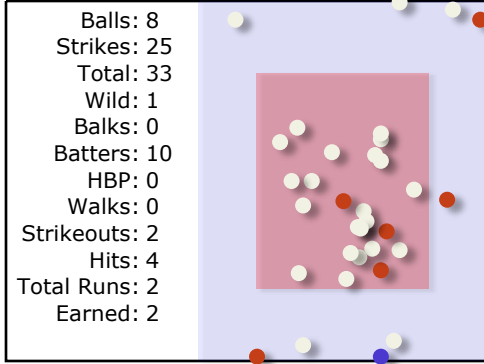 Balls: 8
Strikes: 25
Total: 33
Wild: 1
Balks: 0
Batters: 10
HBP: 0
Walks: 0
Strikeouts: 2
Hits: 4
Total Runs: 2
Earned: 2